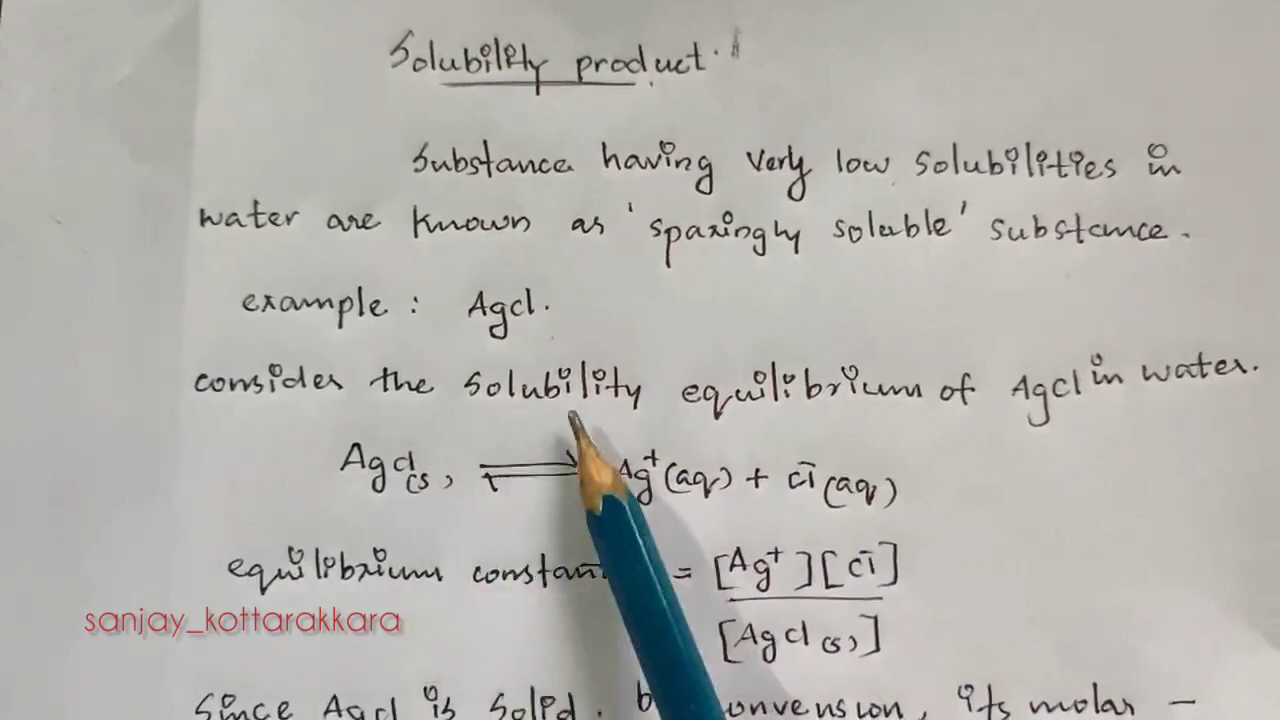 Solubility product.
Substance having very low solubilities in
water are known as 'sparingly soluble' substance.
example : Agcl.
consider the solubility equilibrium of AgCl in water.
AgCl(s) ⇌ Ag⁺(aq) + Cl⁻(aq)
equilibrium = [Ag⁺][Cl⁻]
[AgCl(s)]
sanjay_kottarakkara
Since AgCl is solid. convension, its molar –